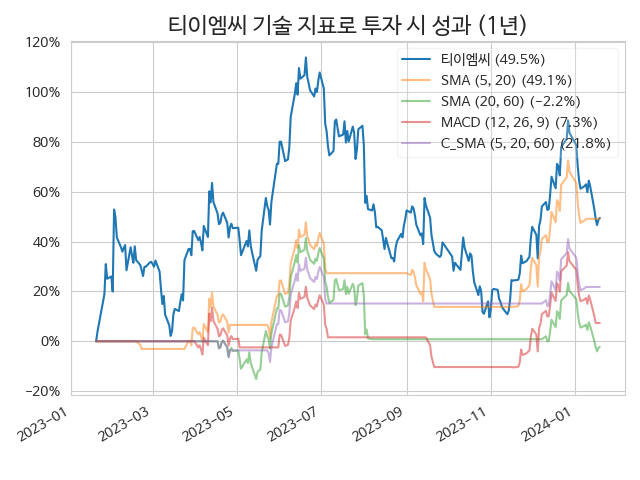 티이엠씨 기술 지표로 투자 시 성과 (1년)
120%
100%
80%
60%
40%
20%
0%
−20%
티이엠씨 (49.5%)
SMA (5, 20) (49.1%)
SMA (20, 60) (−2.2%)
MACD (12, 26, 9) (7.3%)
C_SMA (5, 20, 60) (21.8%)
2023-01
2023-03
2023-05
2023-07
2023-09
2023-11
2024-01